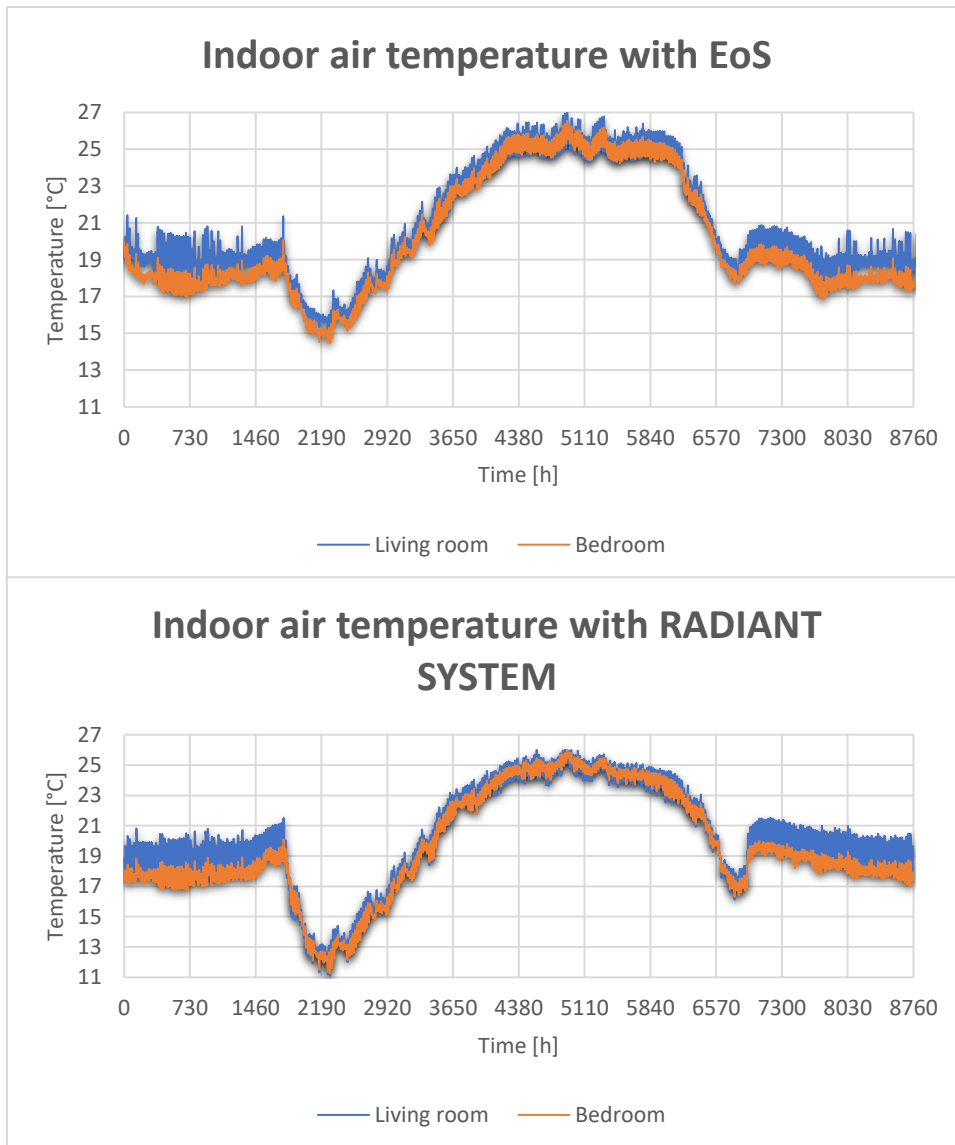 Indoor air temperature with EoS
27
25
23
21
19
17
15
13
11
Temperature [°C]
0 730 1460 2190 2920 3650 4380 5110 5840 6570 7300 8030 8760
Time [h]
Living room Bedroom
Indoor air temperature with RADIANT
SYSTEM
27
25
23
21
19
17
15
13
11
Temperature [°C]
0 730 1460 2190 2920 3650 4380 5110 5840 6570 7300 8030 8760
Time [h]
Living room Bedroom